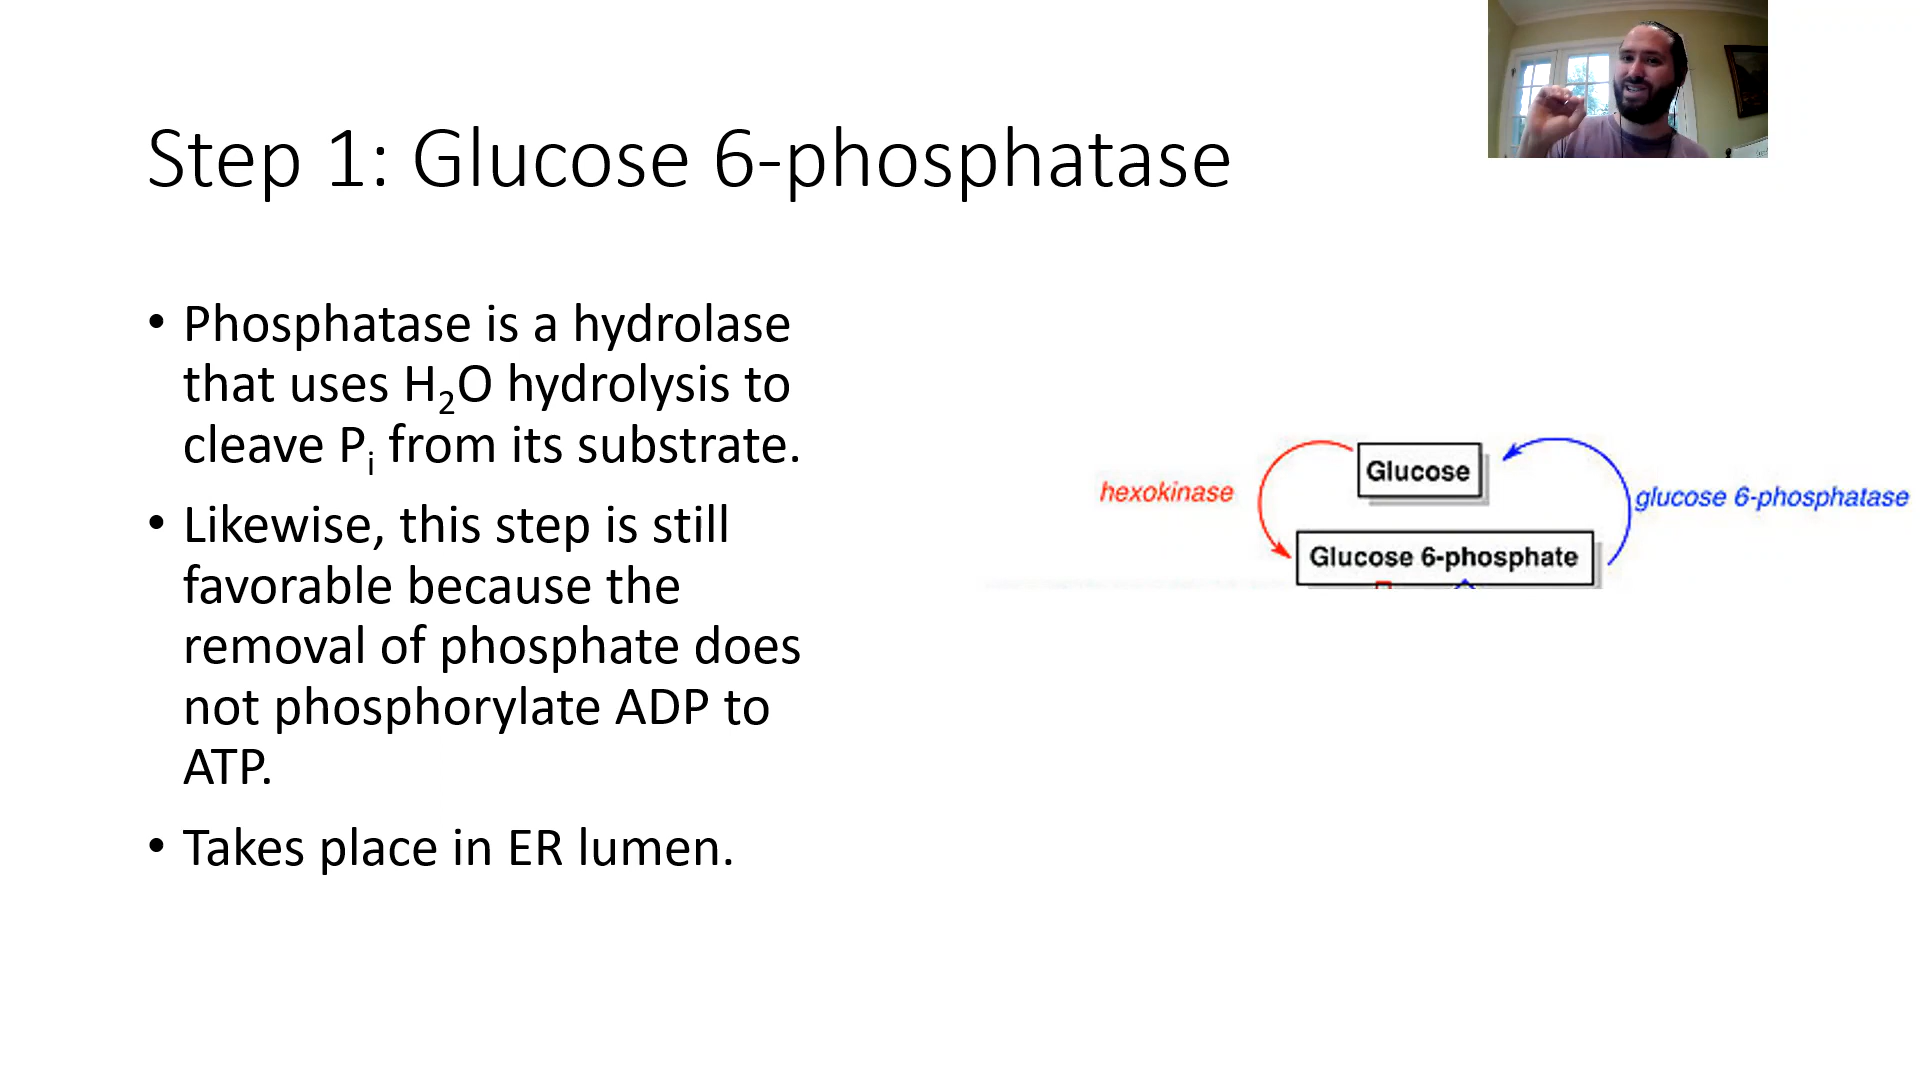 Step 1: Glucose 6-phosphatase
• Phosphatase is a hydrolase
that uses H₂O hydrolysis to
cleave Pᵢ from its substrate.
• Likewise, this step is still
favorable because the
removal of phosphate does
not phosphorylate ADP to
ATP.
• Takes place in ER lumen.
Glucose
hexokinase
glucose 6-phosphatase
Glucose 6-phosphate